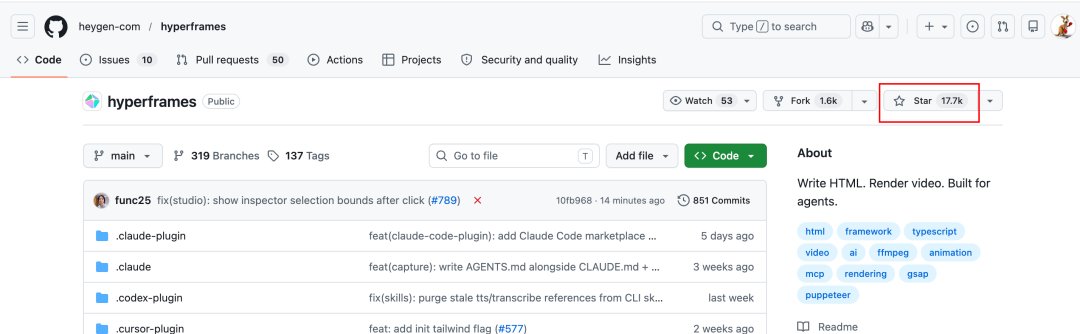 heygen-com / hyperframes
Type / to search
Code
Issues 10
Pull requests 50
Actions
Projects
Security and quality
Insights
hyperframes Public
Watch 53
Fork 1.6k
Star 17.7k
main
319 Branches
137 Tags
Go to file T
Add file
Code
func25 fix(studio): show inspector selection bounds after click (#789) 10fb968 · 14 minutes ago 851 Commits
.claude-plugin feat(claude-code-plugin): add Claude Code marketplace ... 5 days ago
.claude feat(capture): write AGENTS.md alongside CLAUDE.md + ... 3 weeks ago
.codex-plugin fix(skills): purge stale tts/transcribe references from CLI sk... last week
.cursor-plugin feat: add init tailwind flag (#577) 2 weeks ago
About
Write HTML. Render video. Built for
agents.
html framework typescript
video ai ffmpeg animation
mcp rendering gsap
puppeteer
Readme